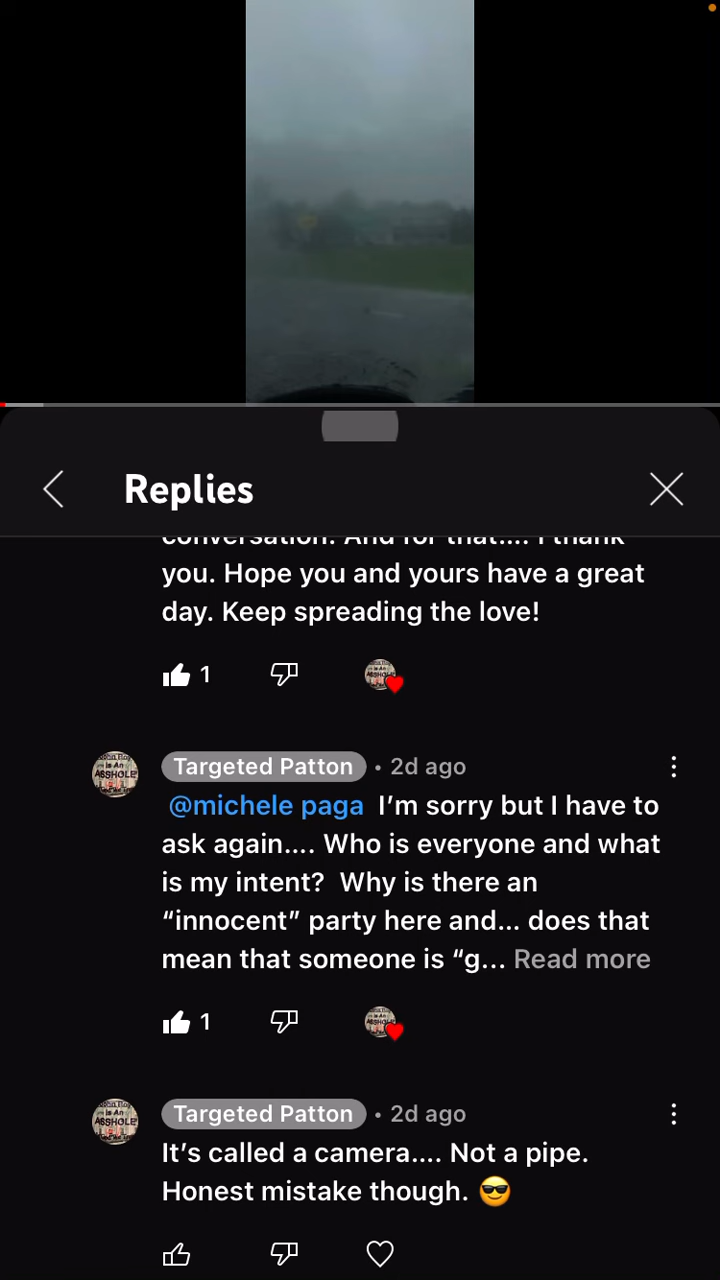 Replies
conversation. And for that.... I thank
you. Hope you and yours have a great
day. Keep spreading the love!
1
Targeted Patton • 2d ago
@michele paga I’m sorry but I have to
ask again.... Who is everyone and what
is my intent? Why is there an
“innocent” party here and... does that
mean that someone is “g... Read more
1
Targeted Patton • 2d ago
It’s called a camera.... Not a pipe.
Honest mistake though. 😎